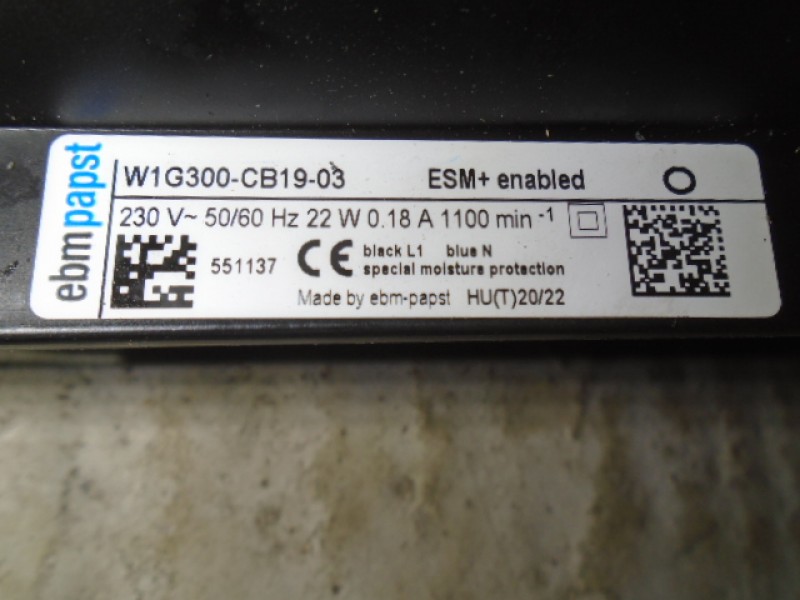 ebmpapst
W1G300-CB19-03 ESM+ enabled
230 V~ 50/60 Hz 22 W 0.18 A 1100 min⁻¹
551137 CE black L1 blue N
special moisture protection
Made by ebm-papst HU(T)20/22